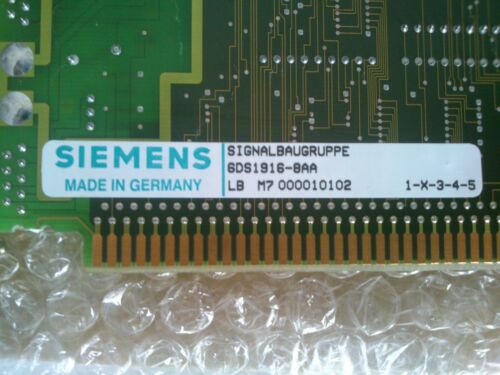 SIEMENS
MADE IN GERMANY
SIGNALBAUGRUPPE
6DS1916-8AA
LB M7 000010102 1-X-3-4-5